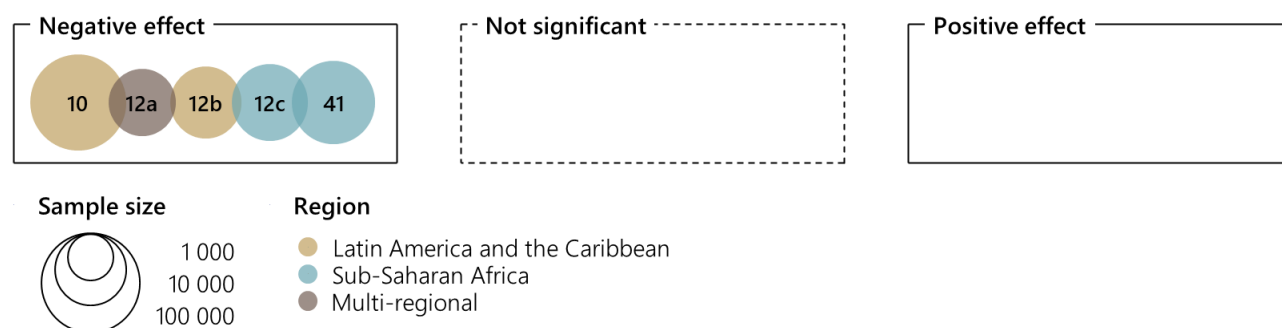 Negative effect
Not significant
Positive effect
10 12a 12b 12c 41
Sample size
1 000
10 000
100 000
Region
Latin America and the Caribbean
Sub-Saharan Africa
Multi-regional